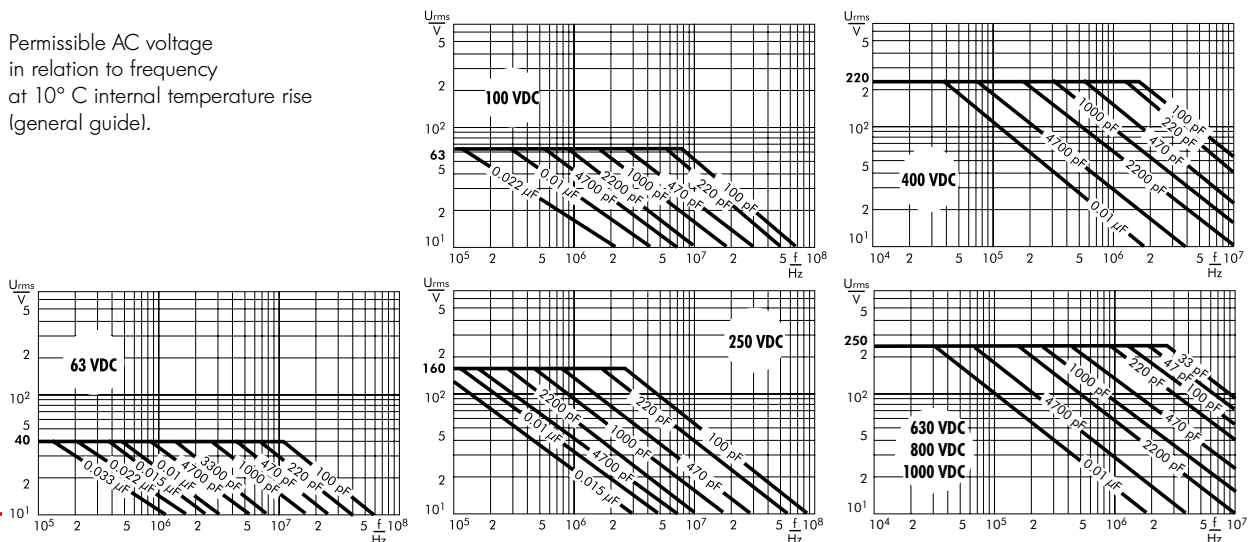 Permissible AC voltage
in relation to frequency
at 10° C internal temperature rise
(general guide).
Urms
V
5
2
10²
63
5
2
10¹
100 VDC
0.022 µF
0.01 µF
4700 pF
2200 pF
1000 pF
470 pF
220 pF
100 pF
10⁵ 2 5 10⁶ 2 5 10⁷ 2 5 f/Hz 10⁸
Urms
V
5
220
2
10²
5
2
10¹
400 VDC
0.01 µF
4700 pF
2200 pF
1000 pF
470 pF
220 pF
100 pF
10⁴ 2 5 10⁵ 2 5 10⁶ 2 5 f/Hz 10⁷
Urms
V
5
2
10²
5
40
2
10¹
63 VDC
0.033 µF
0.022 µF
0.015 µF
0.01 µF
4700 pF
3300 pF
1000 pF
470 pF
220 pF
100 pF
10⁵ 2 5 10⁶ 2 5 10⁷ 2 5 f/Hz 10⁸
Urms
V
5
2
160
10²
5
2
10¹
250 VDC
0.015 µF
0.01 µF
4700 pF
2200 pF
1000 pF
470 pF
220 pF
100 pF
10⁵ 2 5 10⁶ 2 5 10⁷ 2 5 f/Hz 10⁸
Urms
V
5
250
2
10²
5
2
10¹
630 VDC
800 VDC
1000 VDC
0.01 µF
4700 pF
2200 pF
1000 pF
470 pF
220 pF
100 pF
47 pF
33 pF
10⁴ 2 5 10⁵ 2 5 10⁶ 2 5 f/Hz 10⁷